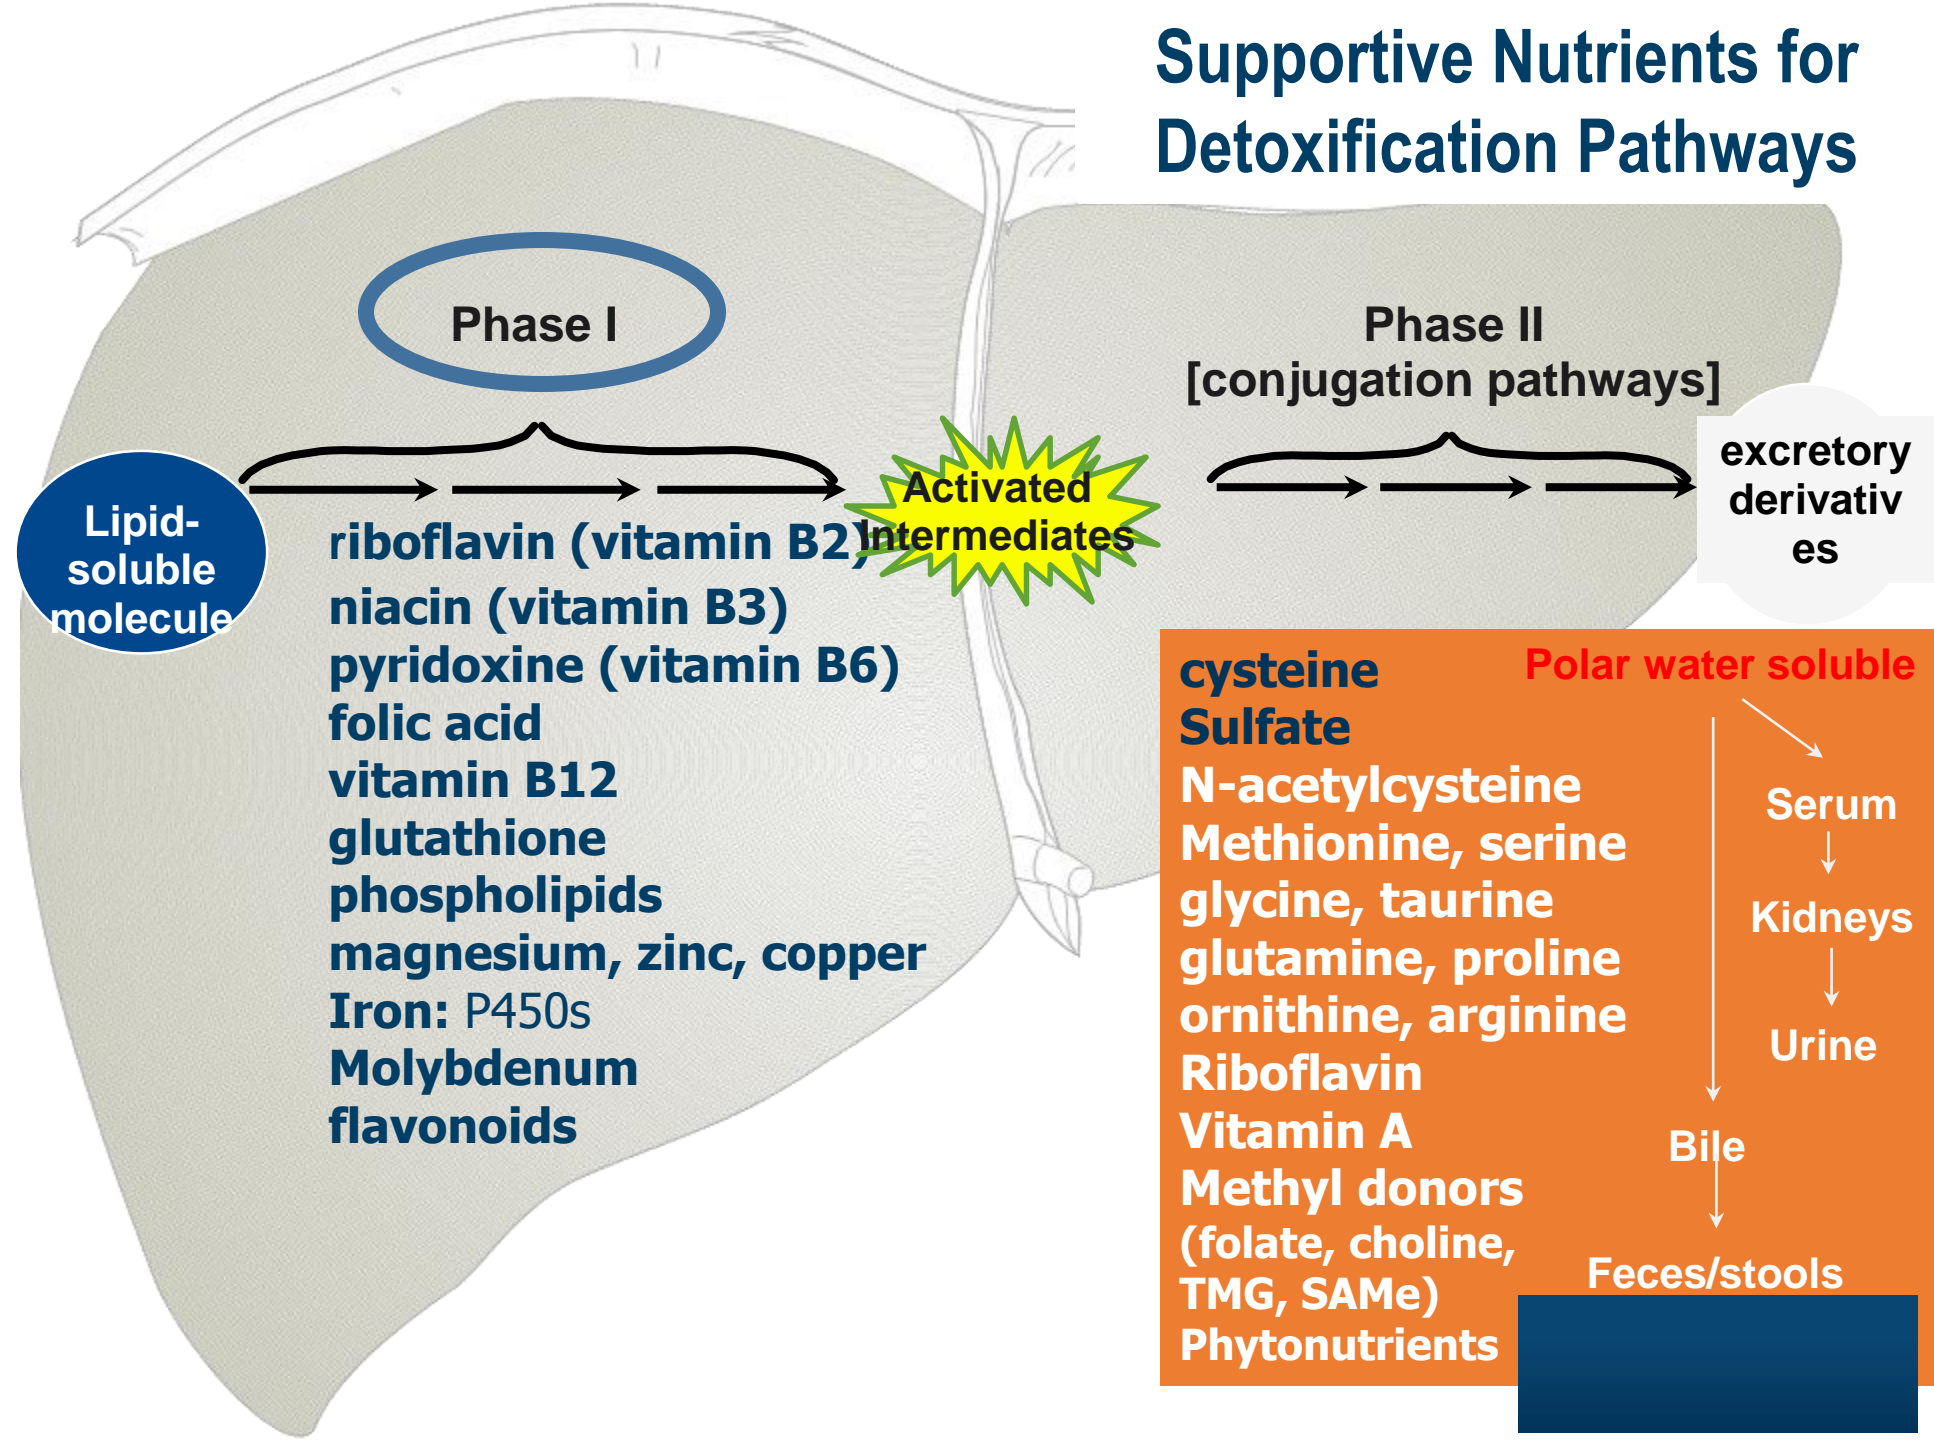 Supportive Nutrients for
Detoxification Pathways
Phase I
Phase II
[conjugation pathways]
Lipid-
soluble
molecule
Activated
Intermediates
excretory
derivativ
es
riboflavin (vitamin B2)
niacin (vitamin B3)
pyridoxine (vitamin B6)
folic acid
vitamin B12
glutathione
phospholipids
magnesium, zinc, copper
Iron: P450s
Molybdenum
flavonoids
cysteine
Sulfate
N-acetylcysteine
Methionine, serine
glycine, taurine
glutamine, proline
ornithine, arginine
Riboflavin
Vitamin A
Methyl donors
(folate, choline,
TMG, SAMe)
Phytonutrients
Polar water soluble
Serum
Kidneys
Urine
Bile
Feces/stools